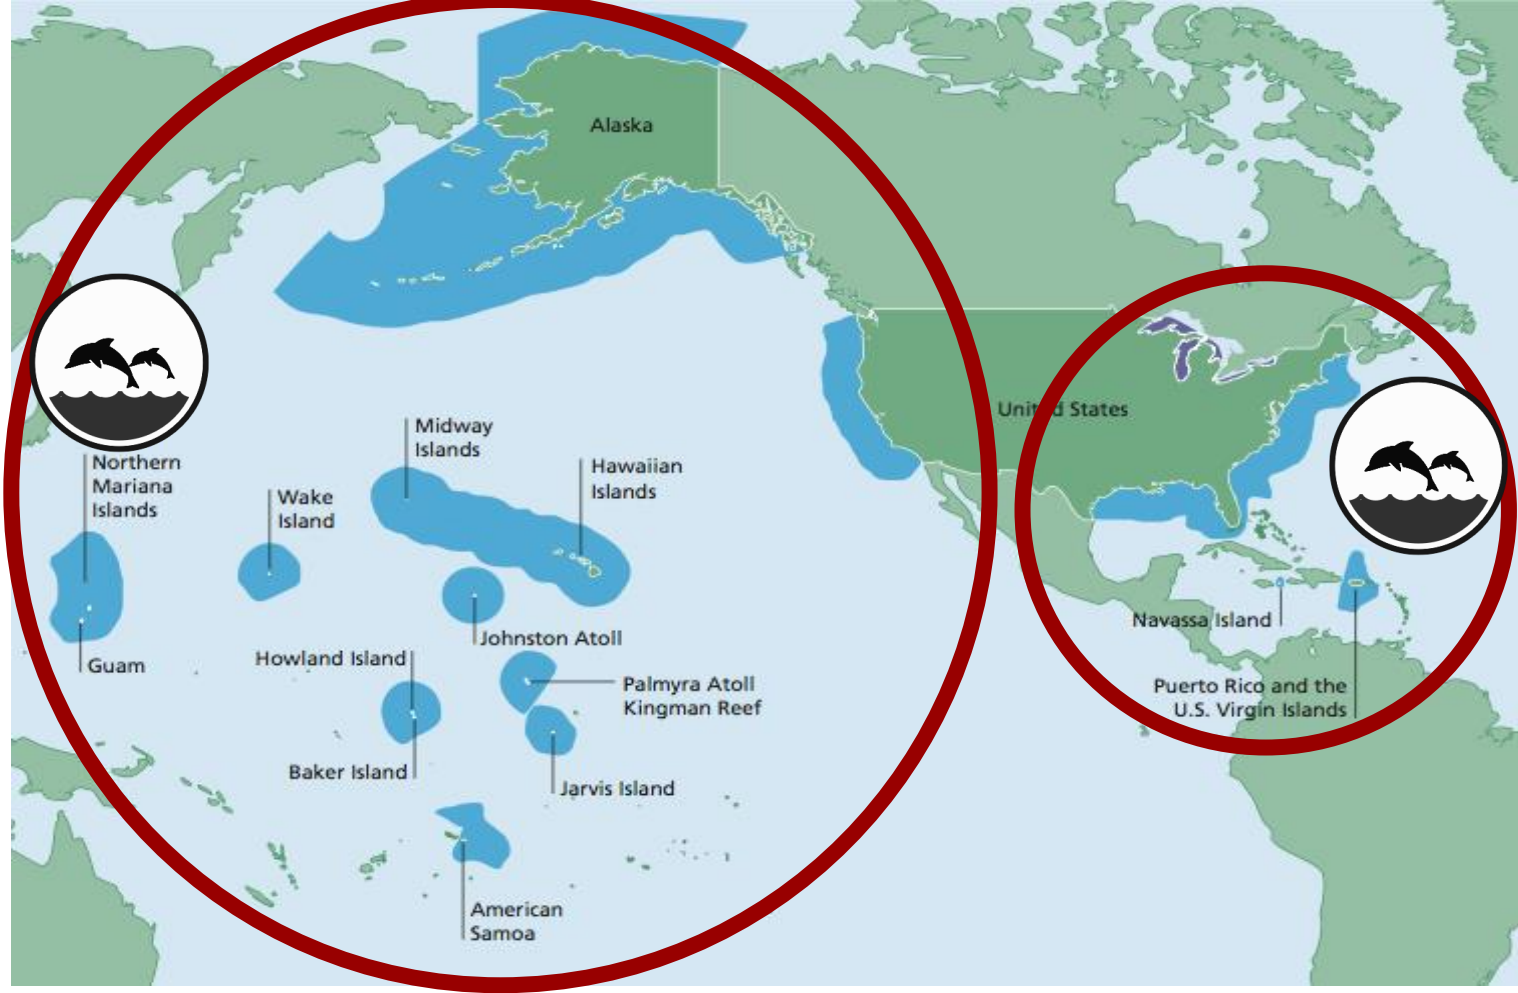 Alaska
United States
Midway
Islands
Hawaiian
Islands
Northern
Mariana
Islands
Wake
Island
Guam
Johnston Atoll
Howland Island
Palmyra Atoll
Kingman Reef
Baker Island
Jarvis Island
American
Samoa
Navassa Island
Puerto Rico and the
U.S. Virgin Islands